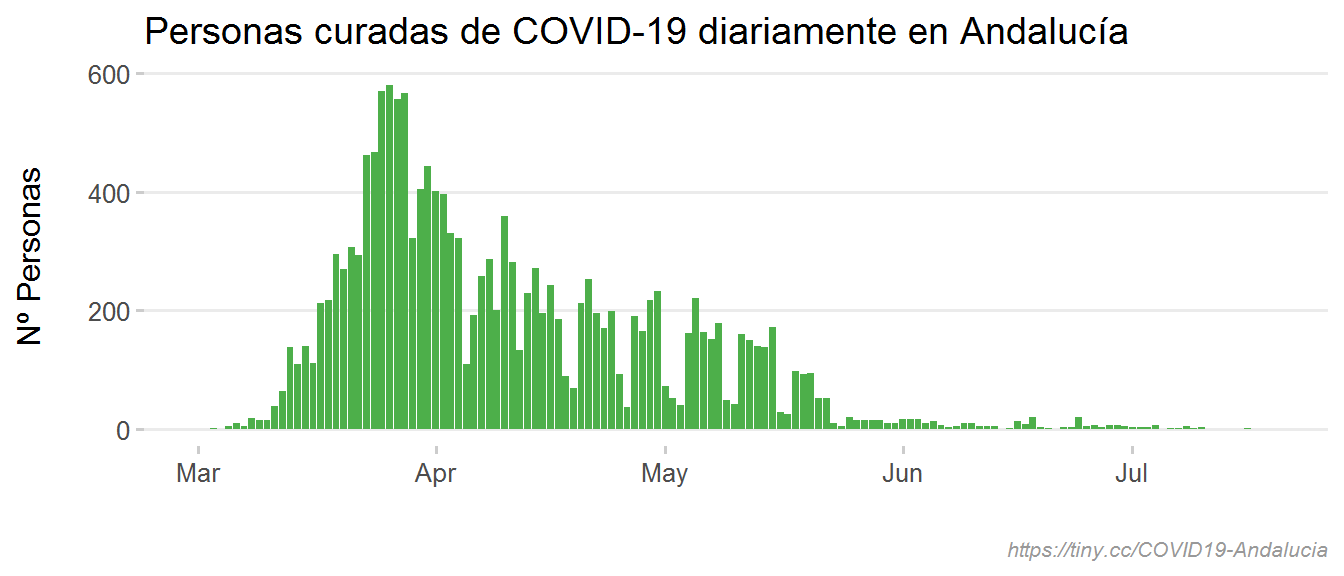 Personas curadas de COVID-19 diariamente en Andalucía
Nº Personas
600
400
200
0
Mar Apr May Jun Jul
https://tiny.cc/COVID19-Andalucia